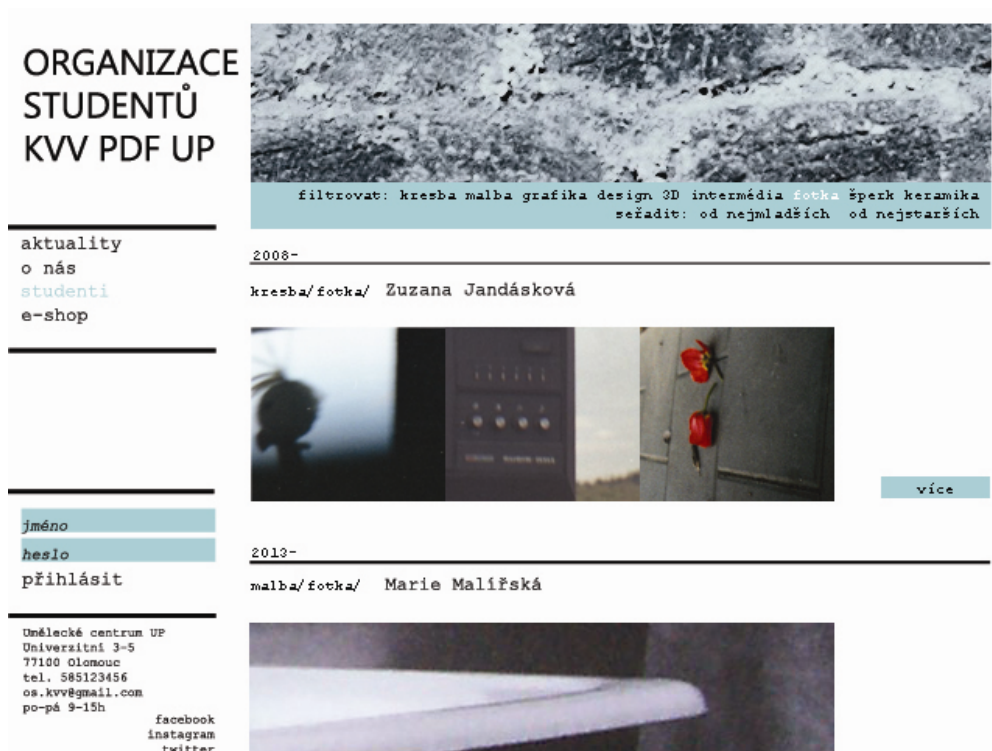 ORGANIZACE
STUDENTŮ
KVV PDF UP
filtrovat: kresba malba grafika design 3D intermédia fotka šperk keramika
seřadit: od nejmladších od nejstarších
aktuality
o nás
studenti
e-shop
2008-
kresba/fotka/ Zuzana Jandásková
více
jméno
heslo
přihlásit
2013-
malba/fotka/ Marie Malířská
Umělecké centrum UP
Univerzitní 3-5
77100 Olomouc
tel. 585123456
os.kvv@gmail.com
po-pá 9-15h
facebook
instagram
twitter